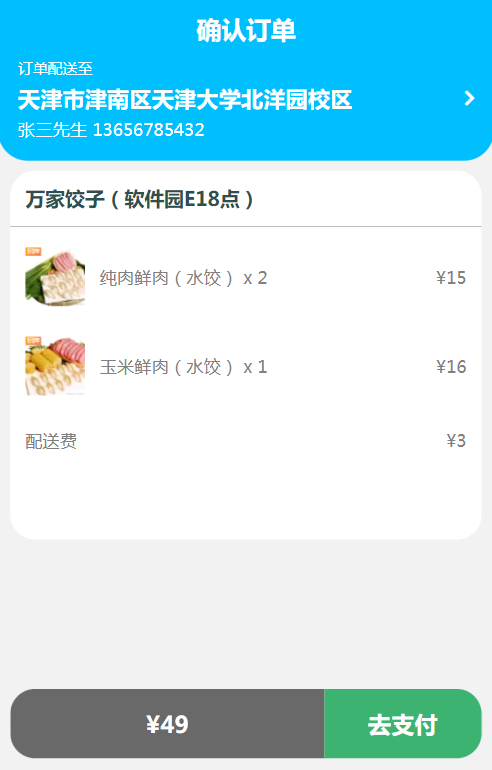 确认订单
订单配送至
天津市津南区天津大学北洋园校区
张三先生 13656785432
万家饺子（软件园E18点）
纯肉鲜肉（水饺） x 2
¥15
玉米鲜肉（水饺） x 1
¥16
配送费
¥3
¥49
去支付